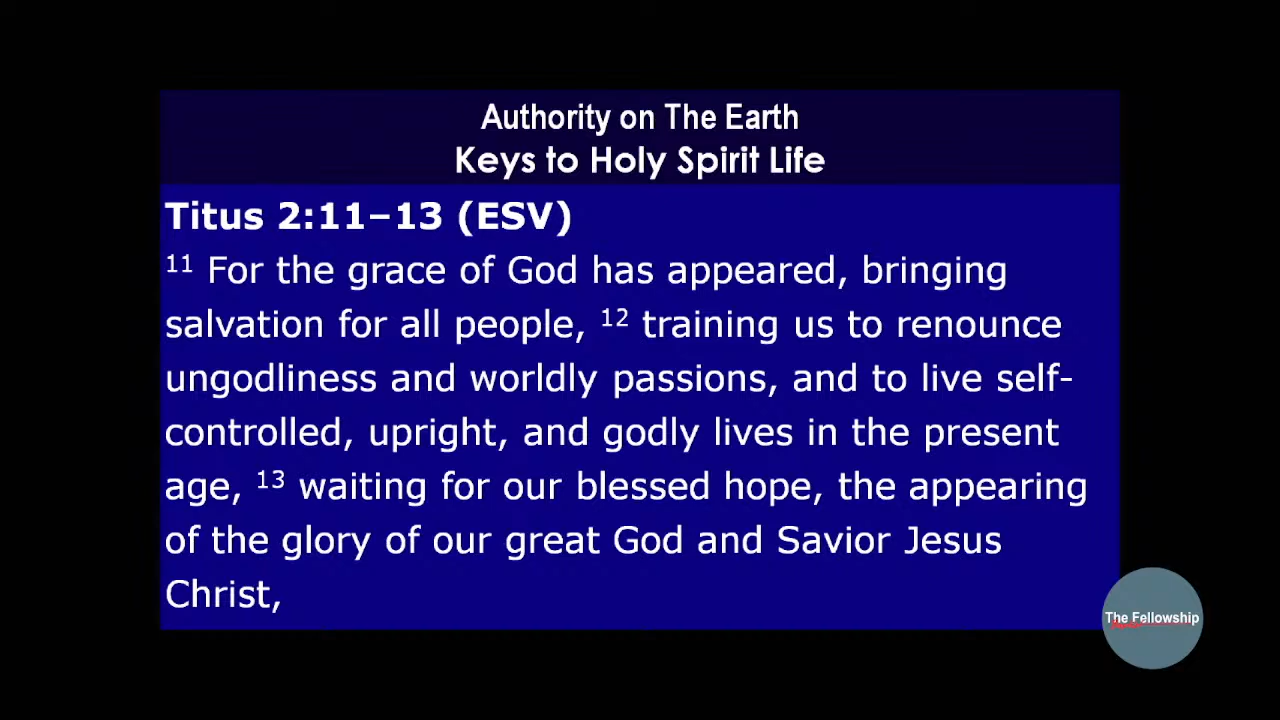 Authority on The Earth
Keys to Holy Spirit Life
Titus 2:11–13 (ESV)
11 For the grace of God has appeared, bringing
salvation for all people, 12 training us to renounce
ungodliness and worldly passions, and to live self-
controlled, upright, and godly lives in the present
age, 13 waiting for our blessed hope, the appearing
of the glory of our great God and Savior Jesus
Christ,
The Fellowship